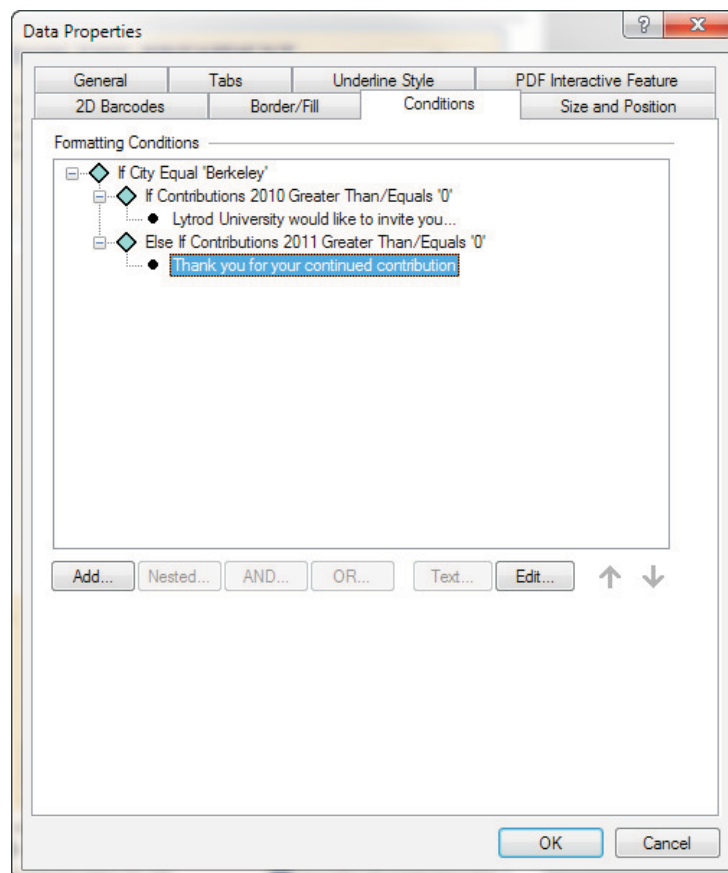 Data Properties
General Tabs Underline Style PDF Interactive Feature
2D Barcodes Border/Fill Conditions Size and Position
Formatting Conditions
If City Equal 'Berkeley'
If Contributions 2010 Greater Than/Equals '0'
Lytrod University would like to invite you...
Else If Contributions 2011 Greater Than/Equals '0'
Thank you for your continued contribution
Add... Nested... AND... OR... Text... Edit...
OK Cancel